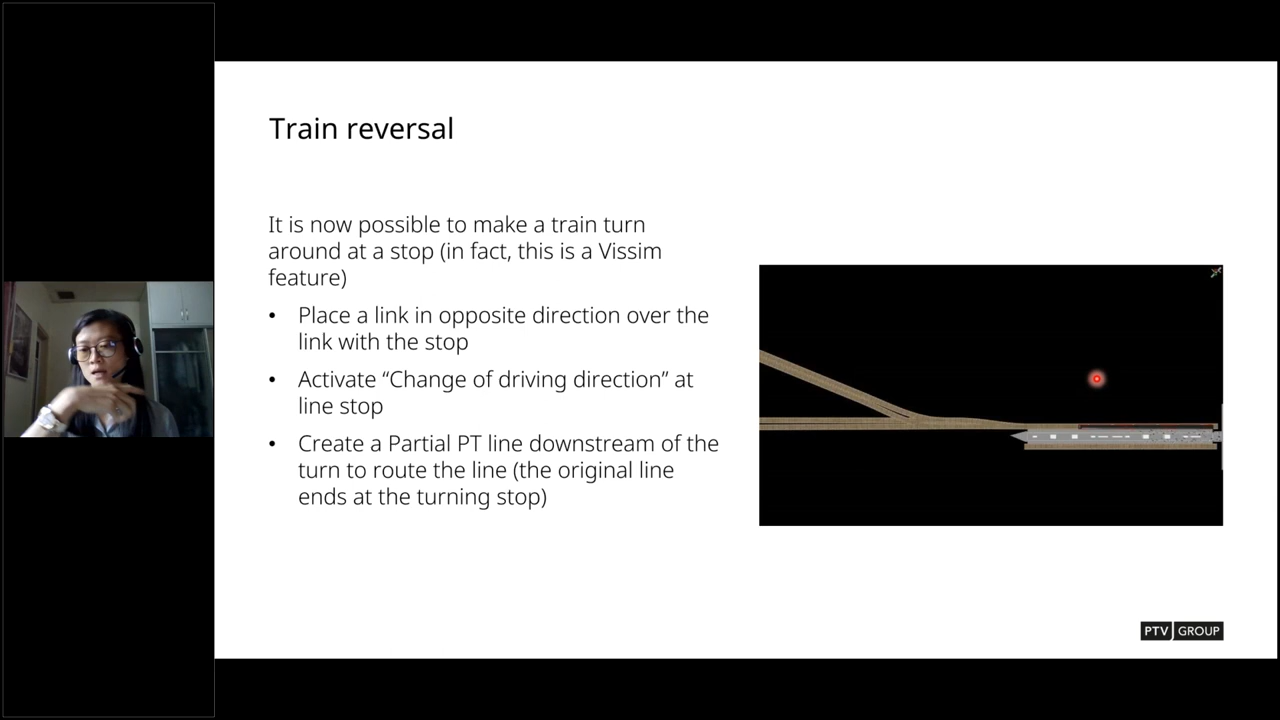 Train reversal
It is now possible to make a train turn
around at a stop (in fact, this is a Vissim
feature)
• Place a link in opposite direction over the
link with the stop
• Activate “Change of driving direction” at
line stop
• Create a Partial PT line downstream of the
turn to route the line (the original line
ends at the turning stop)
PTV GROUP